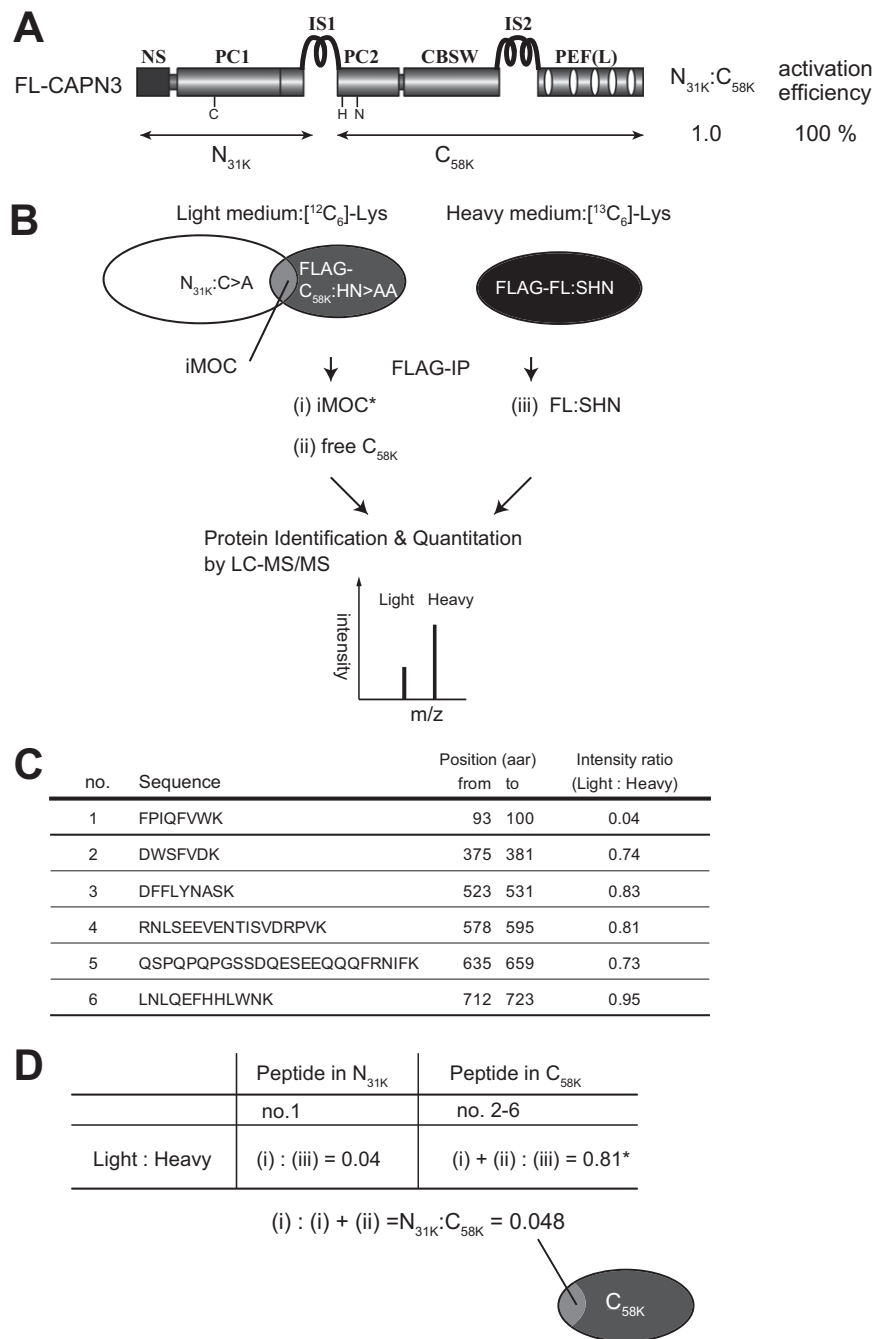 A
IS1
IS2
NS PC1 PC2 CBSW PEF(L)
FL-CAPN3
C H N
N31K
C58K
N31K:C58K
activation
efficiency
1.0
100 %
B
Light medium:[12C6]-Lys
Heavy medium:[13C6]-Lys
N31K:C>A
FLAG-
C58K:HN>AA
FLAG-FL:SHN
iMOC
FLAG-IP
(i) iMOC*
(ii) free C58K
(iii) FL:SHN
Protein Identification & Quantitation
by LC-MS/MS
intensity
Light Heavy
m/z
C
Position (aar) Intensity ratio
no. Sequence from to (Light : Heavy)
1 FPIQFVWK 93 100 0.04
2 DWSFVDK 375 381 0.74
3 DFFLYNASK 523 531 0.83
4 RNLSEEVENTISVDRPVK 578 595 0.81
5 QSPQPQPGSSDQESEEQQQFRNIFK 635 659 0.73
6 LNLQEFHHLWNK 712 723 0.95
D
Peptide in N31K Peptide in C58K
no.1 no. 2-6
Light : Heavy (i) : (iii) = 0.04 (i) + (ii) : (iii) = 0.81*
(i) : (i) + (ii) =N31K:C58K = 0.048
C58K